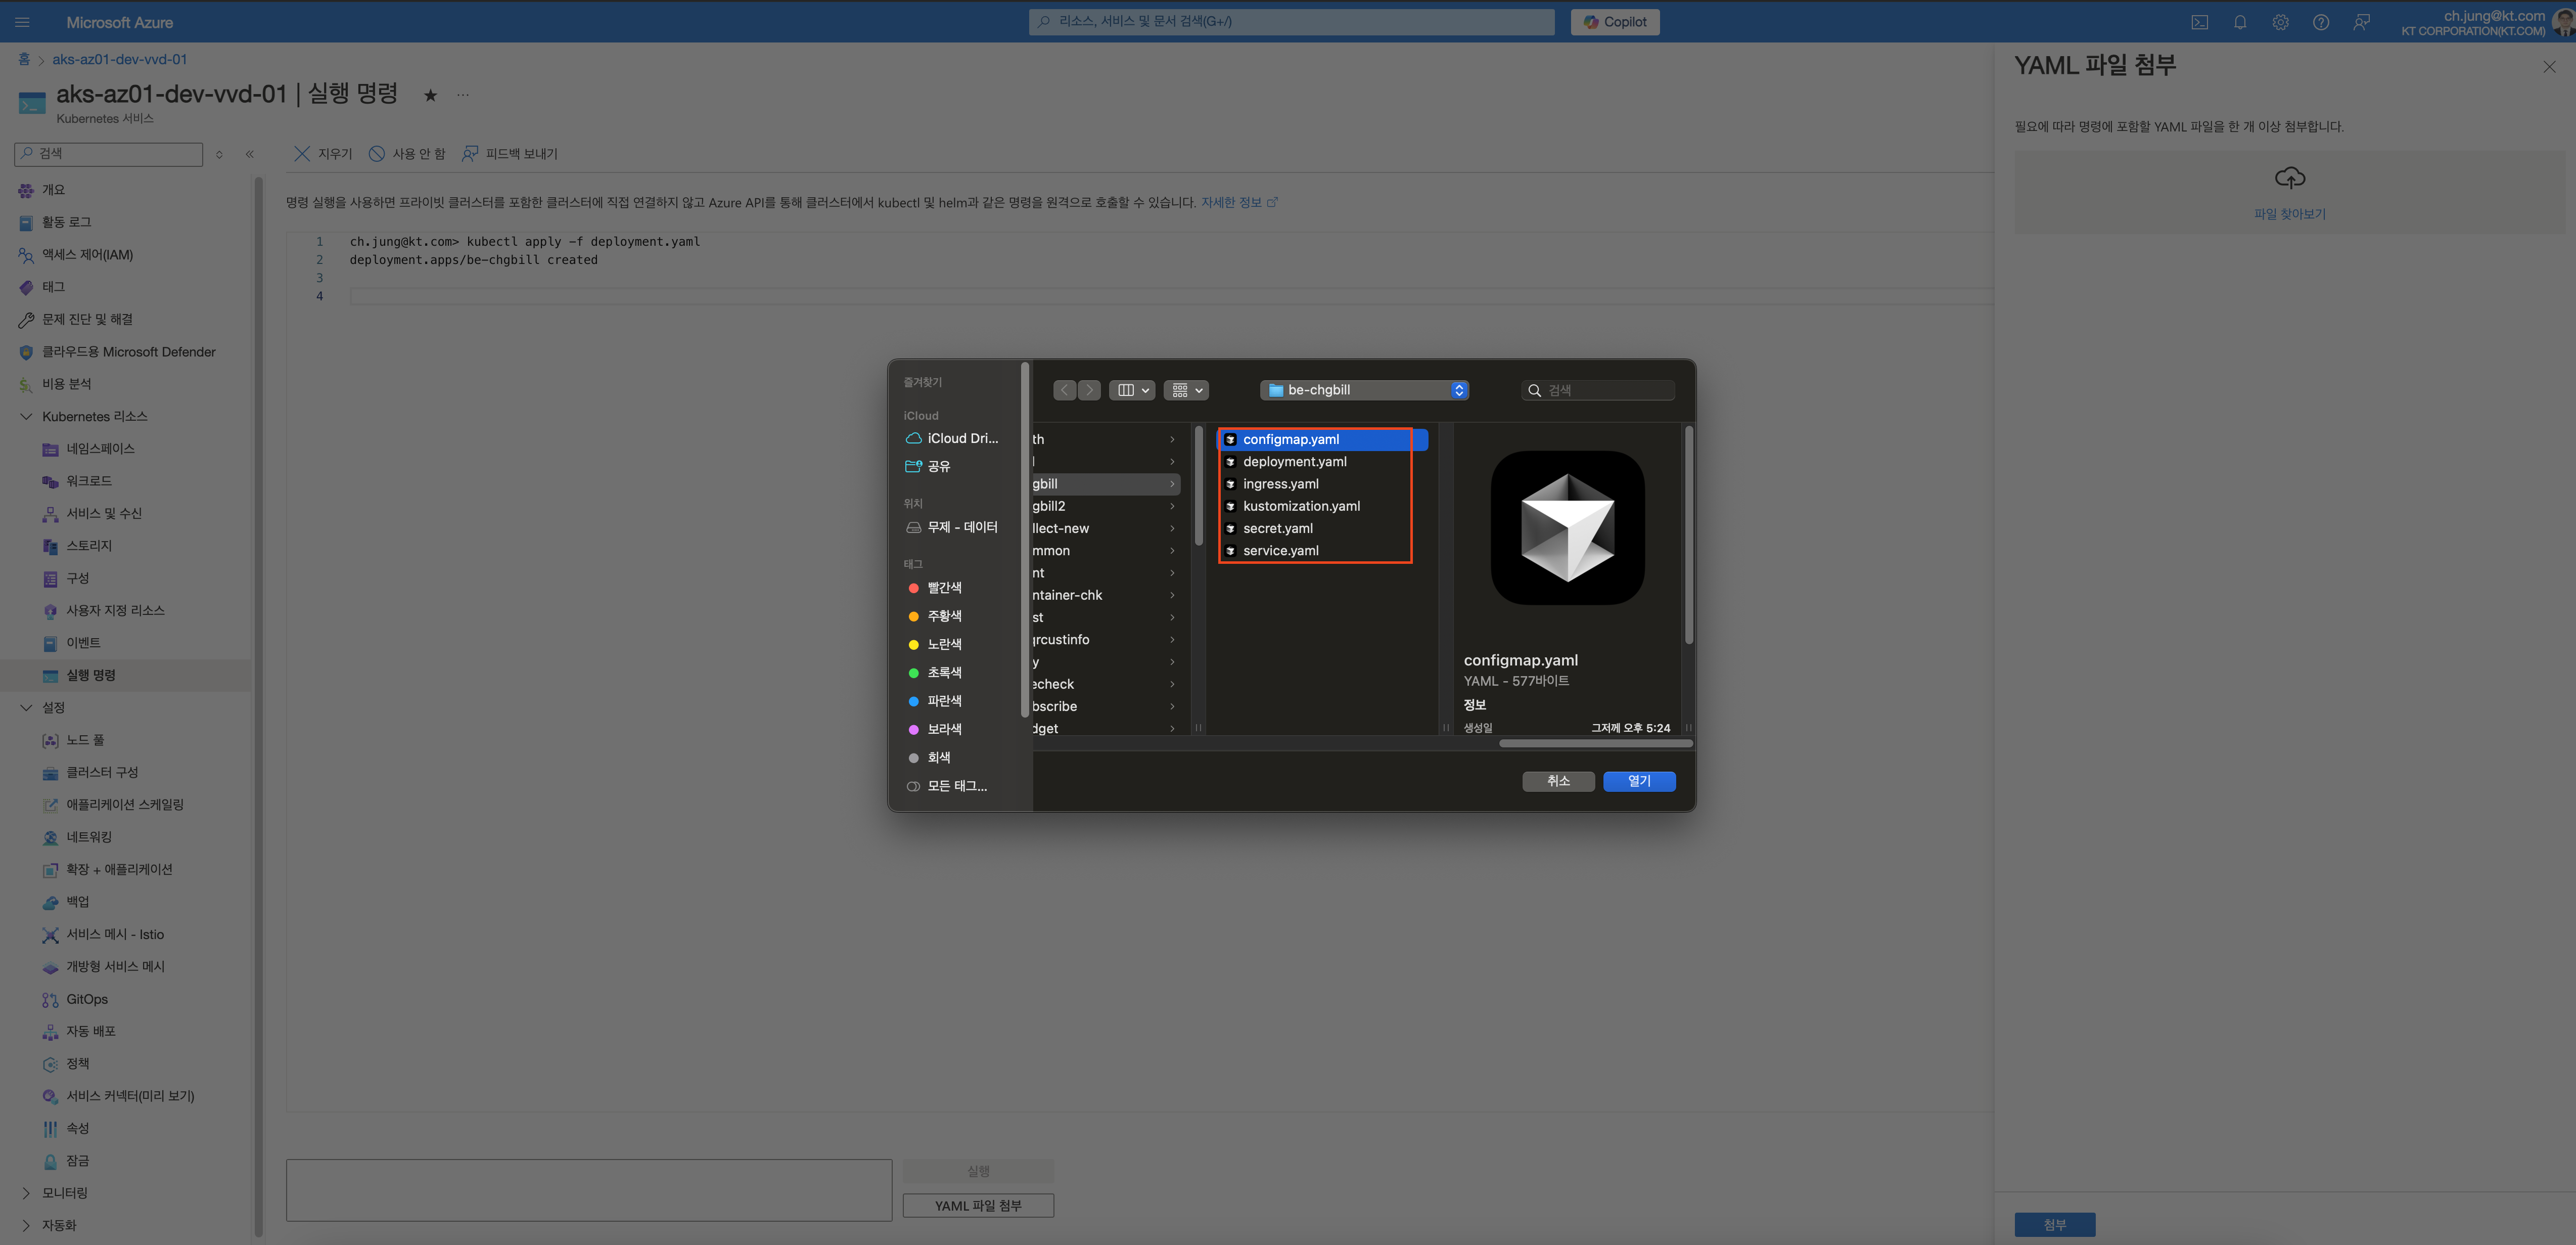 Microsoft Azure
리소스, 서비스 및 문서 검색(G+/)
Copilot
ch.jung@kt.com
KT CORPORATION(KT.COM)
홈 > aks-az01-dev-vvd-01
aks-az01-dev-vvd-01 | 실행 명령
Kubernetes 서비스
검색
개요
활동 로그
액세스 제어(IAM)
태그
문제 진단 및 해결
클라우드용 Microsoft Defender
비용 분석
Kubernetes 리소스
네임스페이스
워크로드
서비스 및 수신
스토리지
구성
사용자 지정 리소스
이벤트
실행 명령
설정
노드 풀
클러스터 구성
애플리케이션 스케일링
네트워킹
확장 + 애플리케이션
백업
서비스 메시 - Istio
개방형 서비스 메시
GitOps
자동 배포
정책
서비스 커넥터(미리 보기)
속성
잠금
모니터링
자동화
지우기
사용 안 함
피드백 보내기
명령 실행을 사용하면 프라이빗 클러스터를 포함한 클러스터에 직접 연결하지 않고 Azure API를 통해 클러스터에서 kubectl 및 helm과 같은 명령을 원격으로 호출할 수 있습니다. 자세한 정보
1 ch.jung@kt.com> kubectl apply -f deployment.yaml
2 deployment.apps/be-chgbill created
3
4
즐겨찾기
iCloud
iCloud Dri...
공유
위치
무제 - 데이터
태그
빨간색
주황색
노란색
초록색
파란색
보라색
회색
모든 태그...
be-chgbill
검색
th
gbill
gbill2
llect-new
mmon
nt
ntainer-chk
st
qrcustinfo
y
echeck
bscribe
dget
configmap.yaml
deployment.yaml
ingress.yaml
kustomization.yaml
secret.yaml
service.yaml
configmap.yaml
YAML - 577바이트
정보
생성일 그저께 오후 5:24
취소
열기
실행
YAML 파일 첨부
YAML 파일 첨부
필요에 따라 명령에 포함할 YAML 파일을 한 개 이상 첨부합니다.
파일 찾아보기
첨부